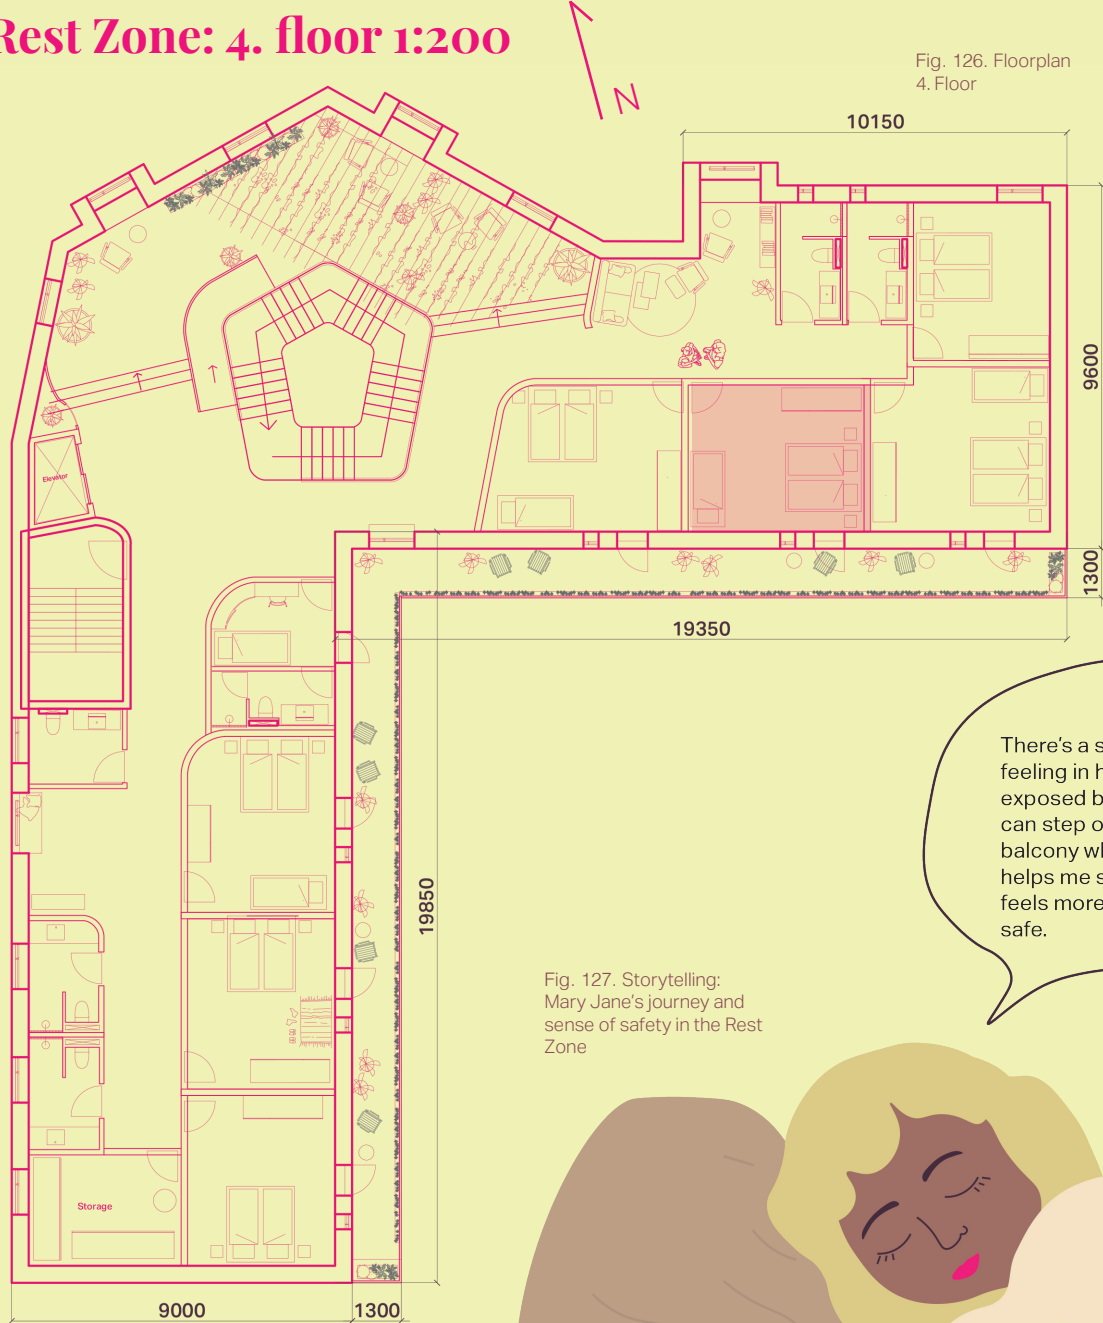 Rest Zone: 4. floor 1:200
N
Fig. 126. Floorplan
4. Floor
10150
9600
Elevator
1300
19350
There's a s
feeling in h
exposed b
can step o
balcony wh
helps me s
feels more
safe.
19850
Fig. 127. Storytelling:
Mary Jane's journey and
sense of safety in the Rest
Zone
Storage
9000
1300